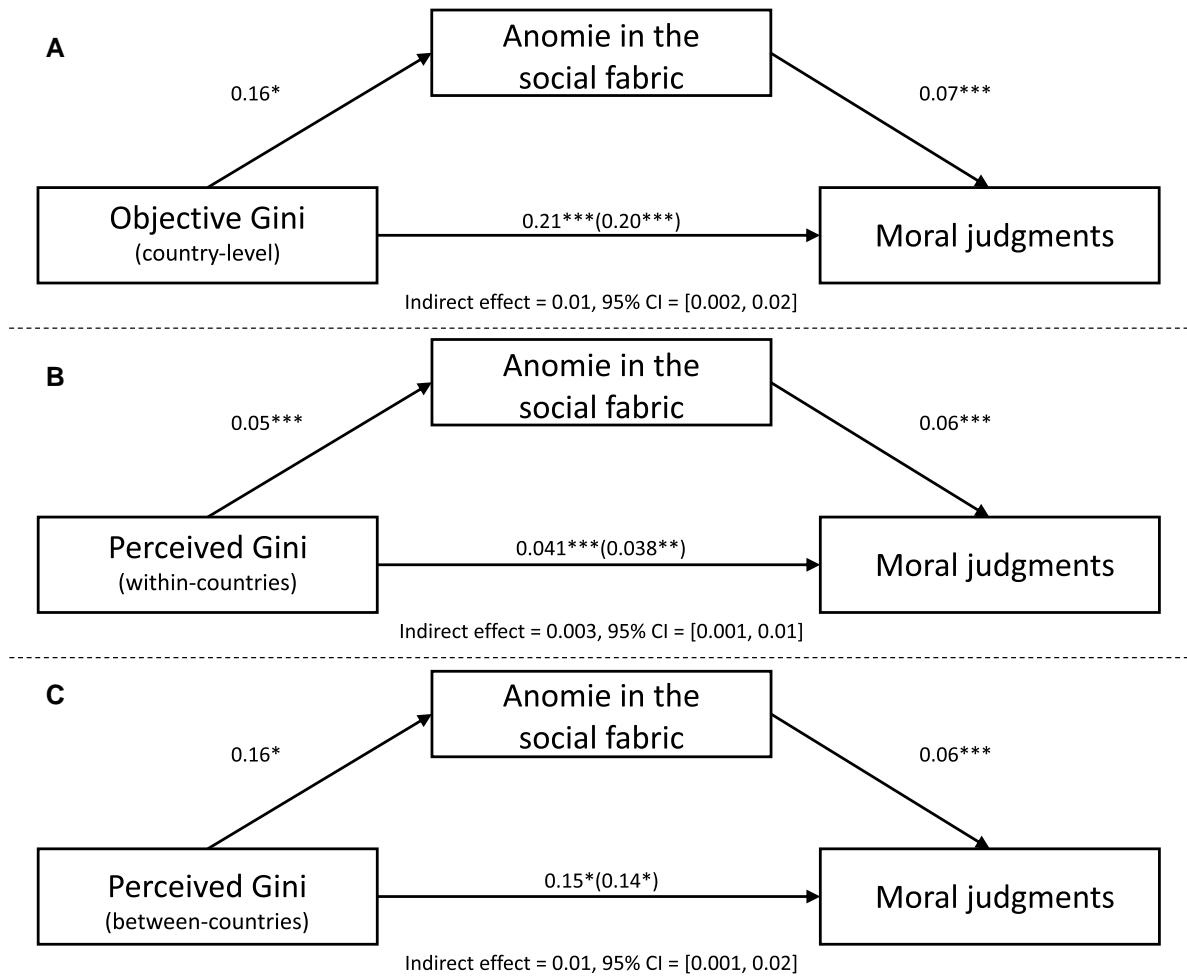 A
Anomie in the
social fabric
0.16*
0.07***
Objective Gini
(country-level)
0.21***(0.20***)
Moral judgments
Indirect effect = 0.01, 95% CI = [0.002, 0.02]
B
Anomie in the
social fabric
0.05***
0.06***
Perceived Gini
(within-countries)
0.041***(0.038**)
Moral judgments
Indirect effect = 0.003, 95% CI = [0.001, 0.01]
C
Anomie in the
social fabric
0.16*
0.06***
Perceived Gini
(between-countries)
0.15*(0.14*)
Moral judgments
Indirect effect = 0.01, 95% CI = [0.001, 0.02]